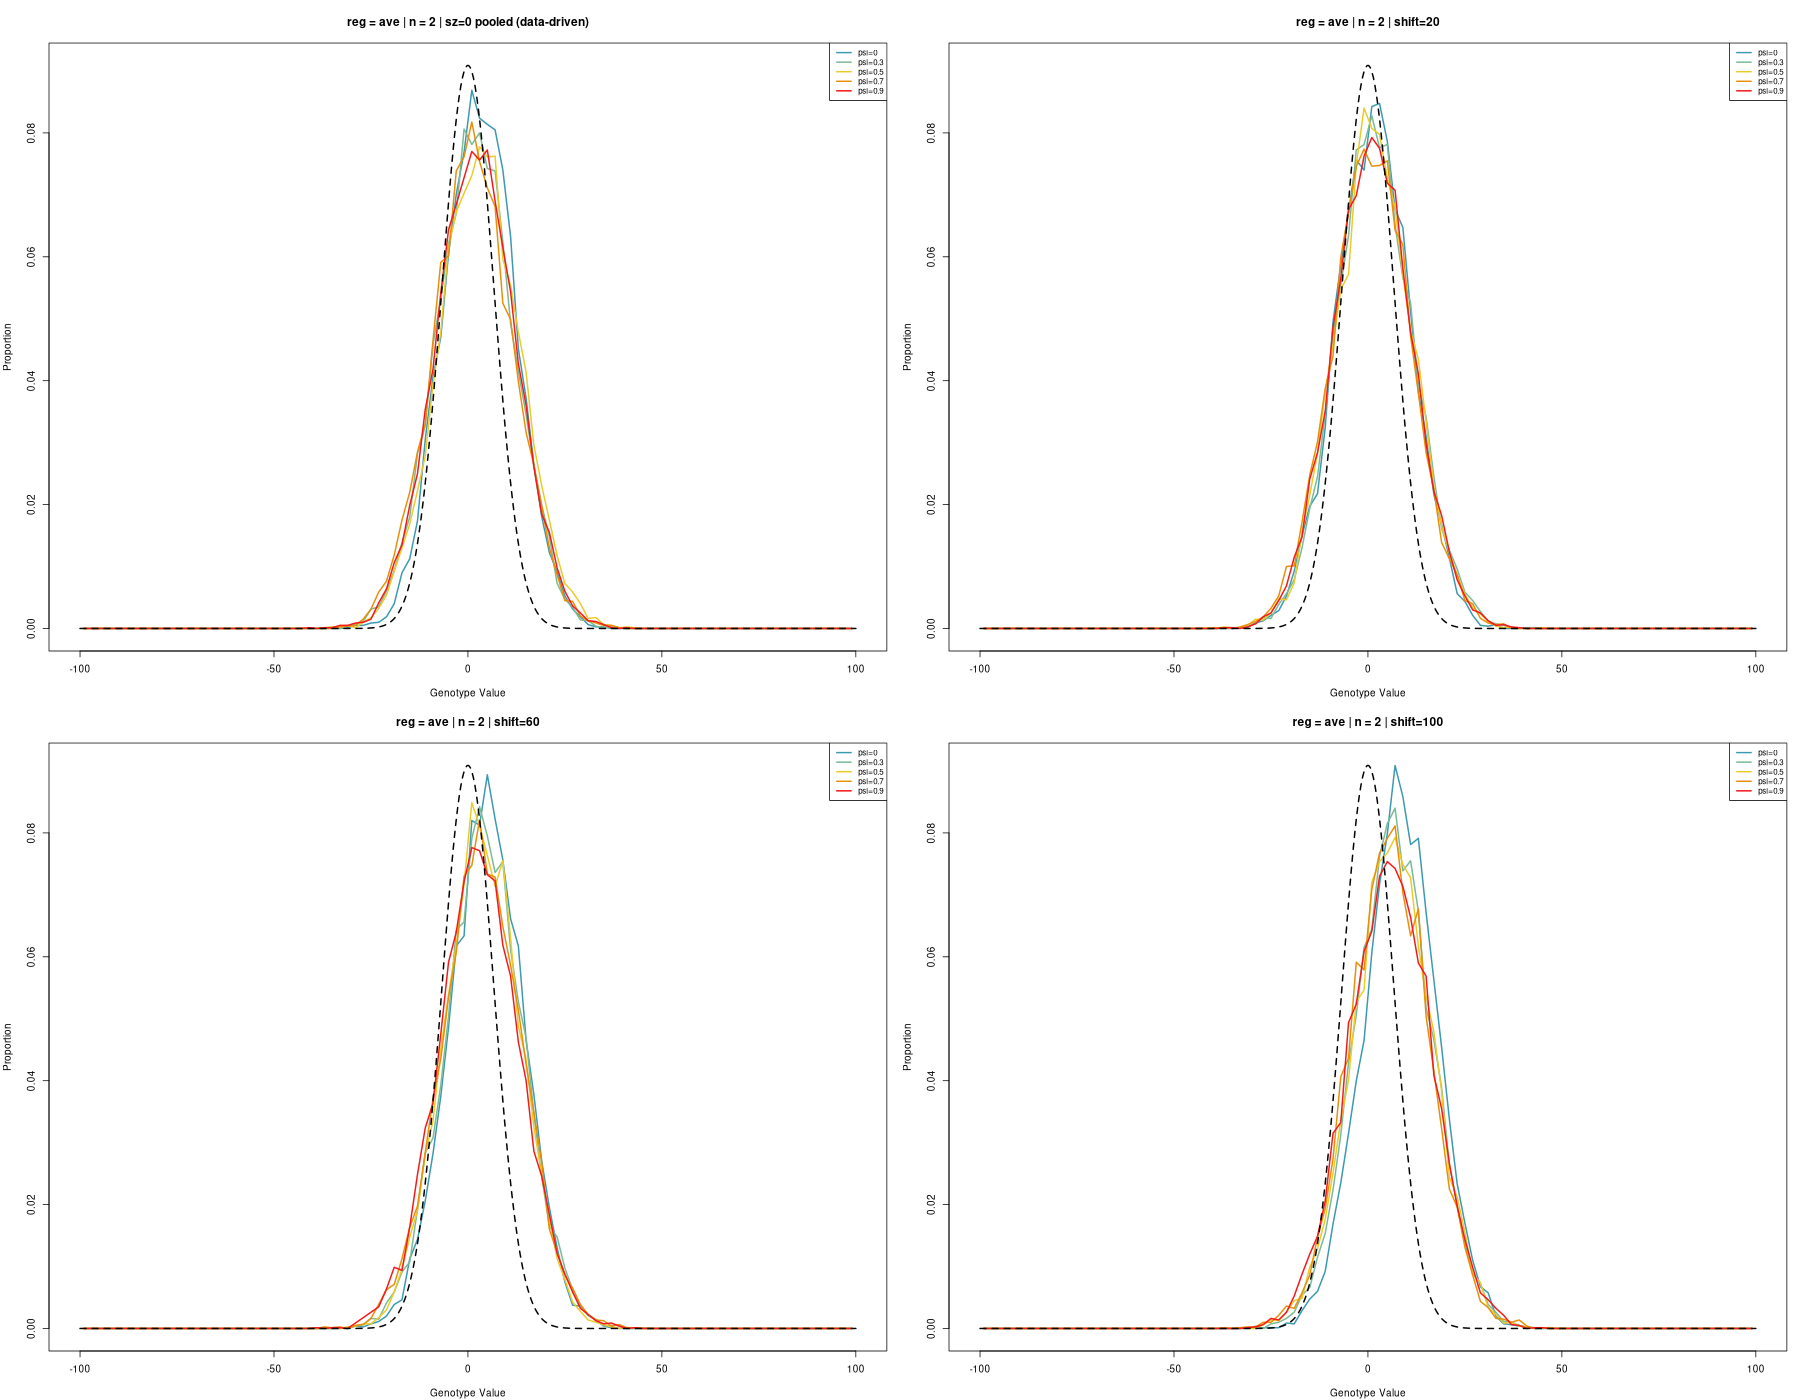 reg = ave | n = 2 | sz=0 pooled (data-driven)
psi=0
psi=0.3
psi=0.5
psi=0.7
psi=0.9
Proportion
0.08
0.06
0.04
0.02
0.00
-100 -50 0 50 100
Genotype Value
reg = ave | n = 2 | shift=20
psi=0
psi=0.3
psi=0.5
psi=0.7
psi=0.9
Proportion
0.08
0.06
0.04
0.02
0.00
-100 -50 0 50 100
Genotype Value
reg = ave | n = 2 | shift=60
psi=0
psi=0.3
psi=0.5
psi=0.7
psi=0.9
Proportion
0.08
0.06
0.04
0.02
0.00
-100 -50 0 50 100
Genotype Value
reg = ave | n = 2 | shift=100
psi=0
psi=0.3
psi=0.5
psi=0.7
psi=0.9
Proportion
0.08
0.06
0.04
0.02
0.00
-100 -50 0 50 100
Genotype Value